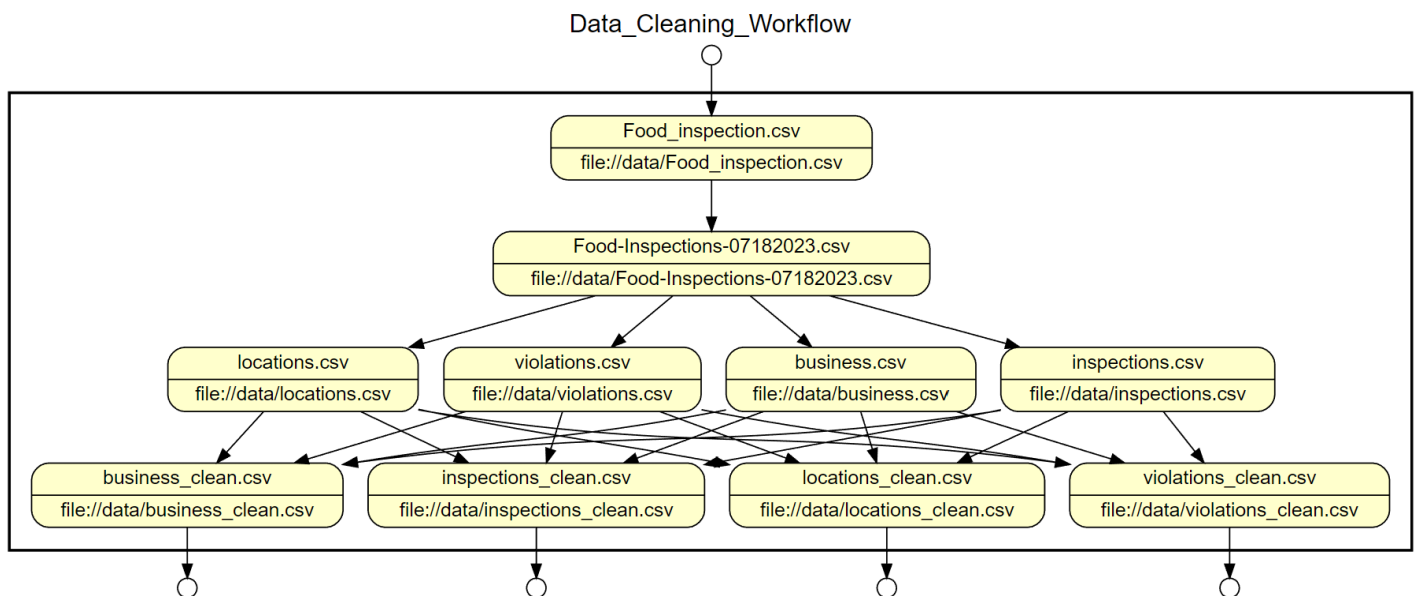 Data_Cleaning_Workflow
Food_inspection.csv
file://data/Food_inspection.csv
Food-Inspections-07182023.csv
file://data/Food-Inspections-07182023.csv
locations.csv
file://data/locations.csv
violations.csv
file://data/violations.csv
business.csv
file://data/business.csv
inspections.csv
file://data/inspections.csv
business_clean.csv
file://data/business_clean.csv
inspections_clean.csv
file://data/inspections_clean.csv
locations_clean.csv
file://data/locations_clean.csv
violations_clean.csv
file://data/violations_clean.csv